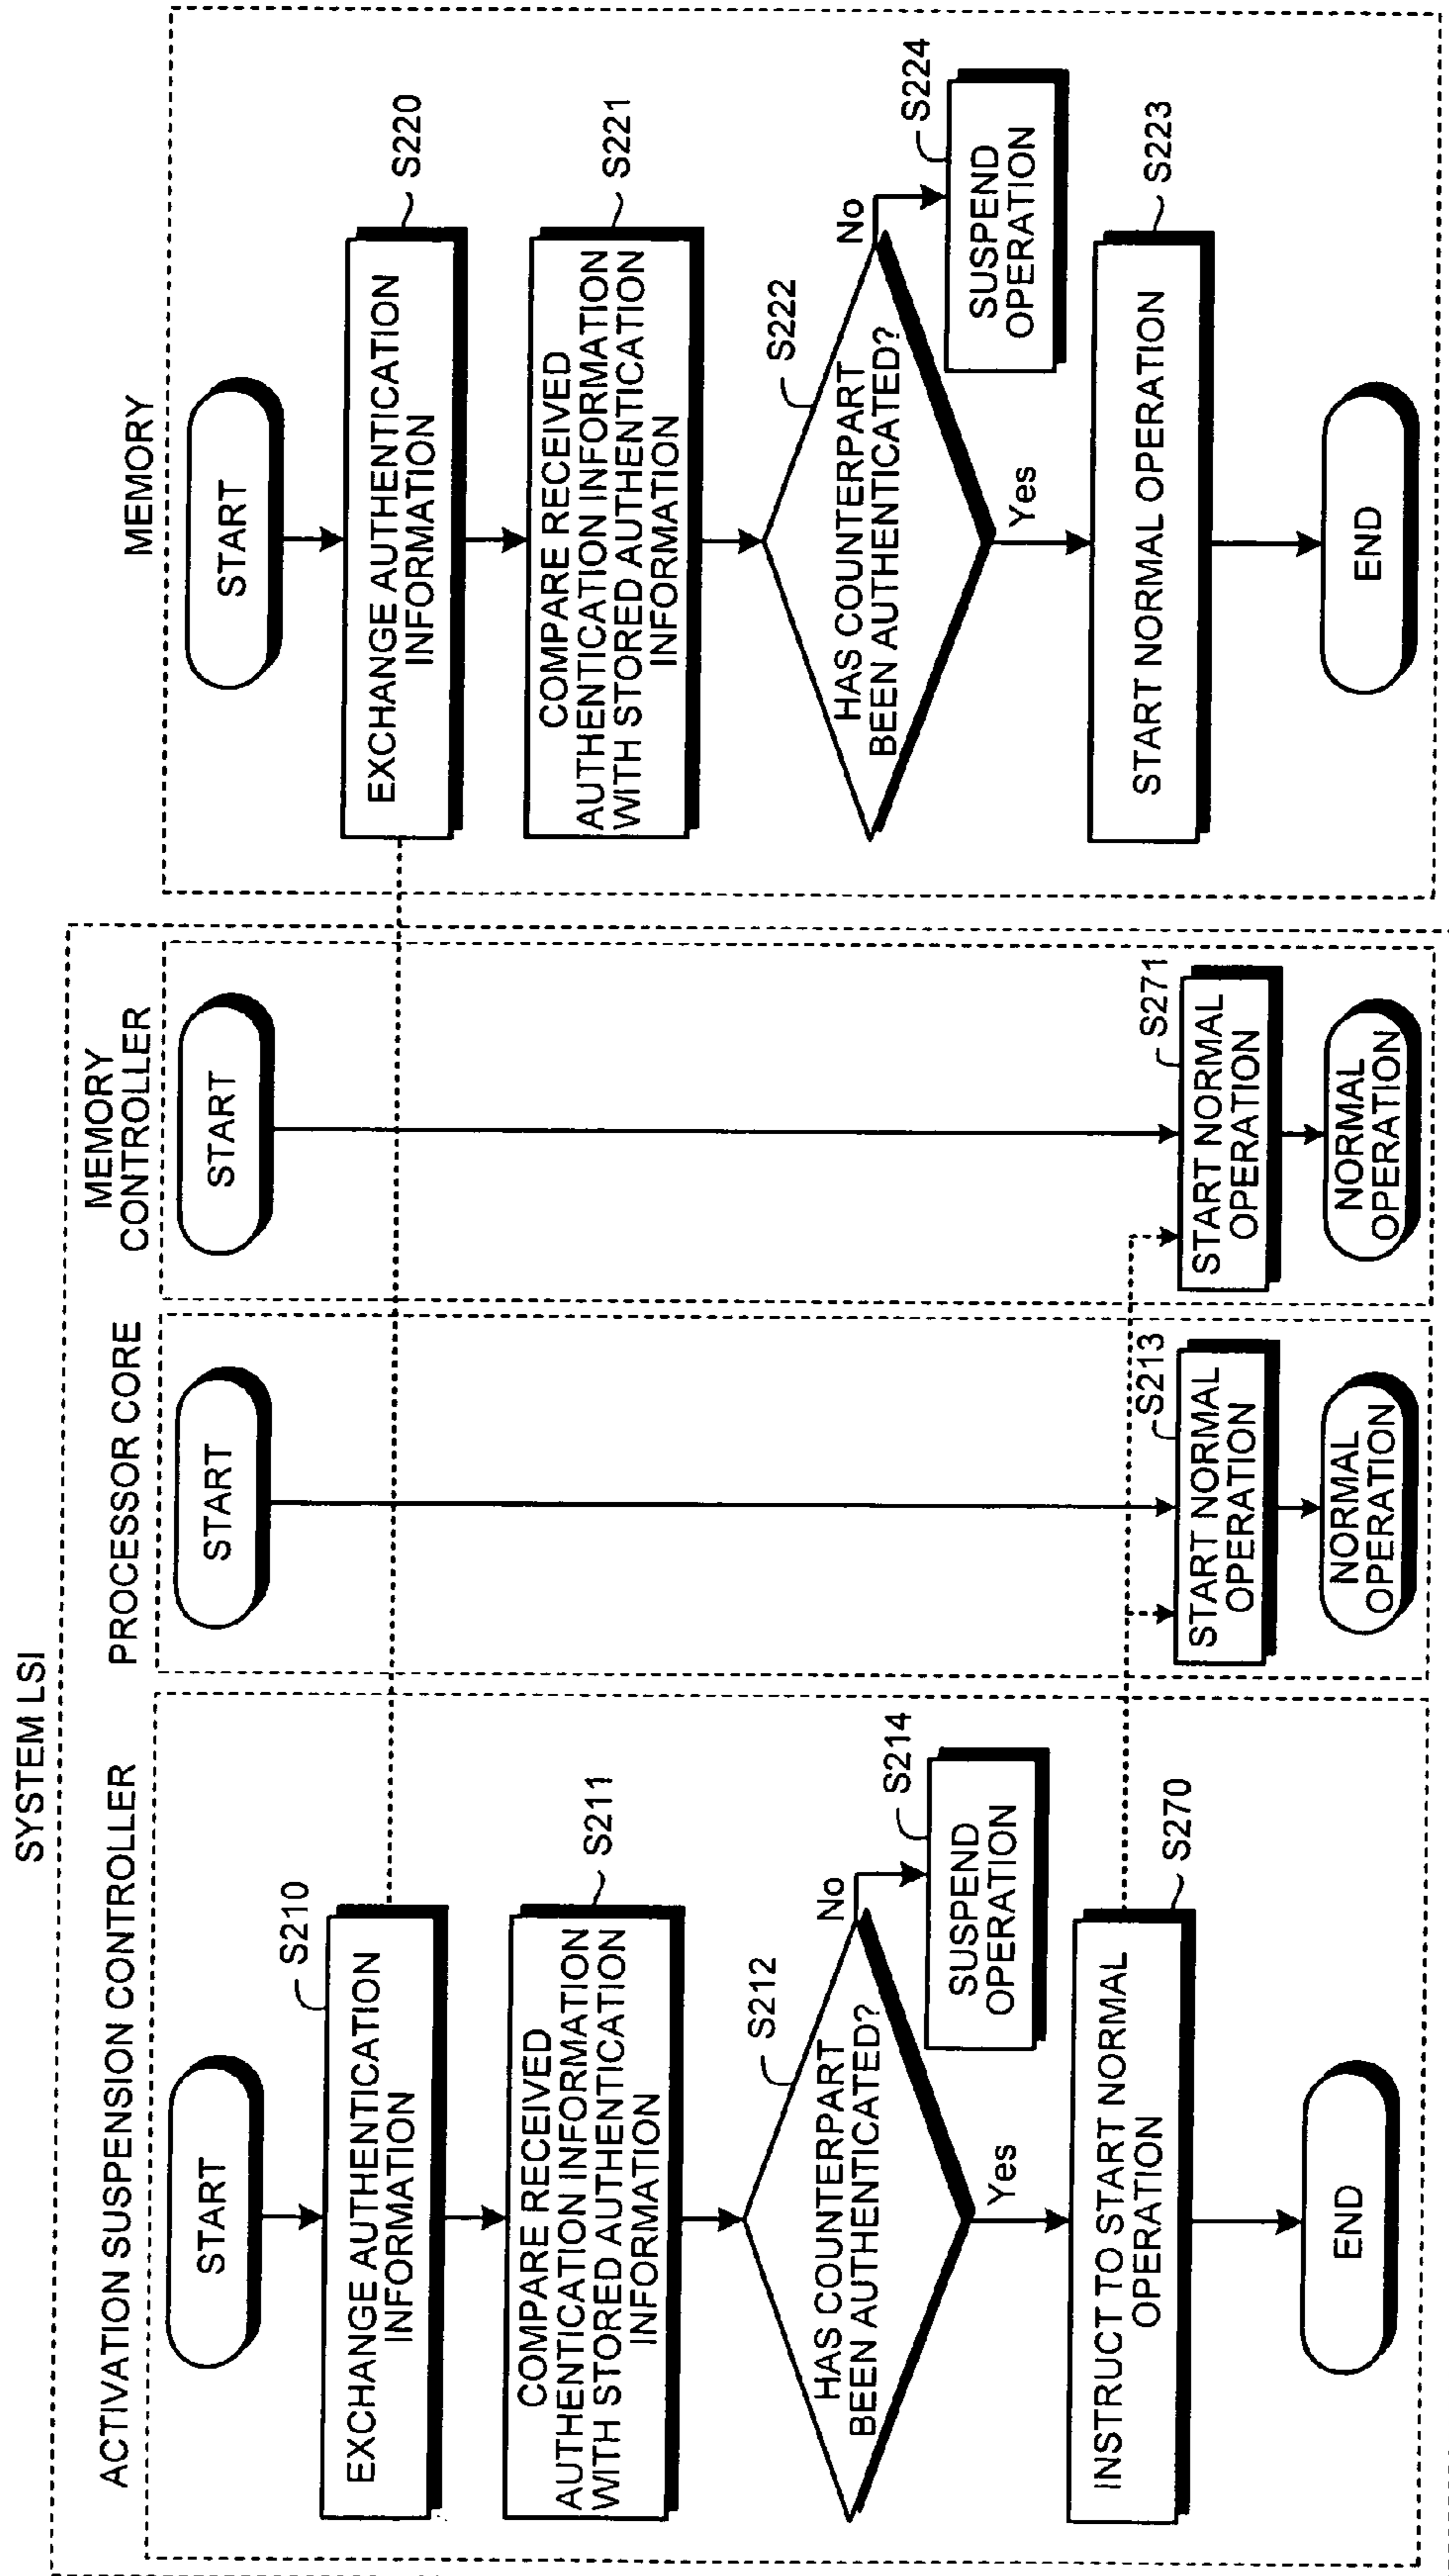 SYSTEM LSI
ACTIVATION SUSPENSION CONTROLLER
START
S210
EXCHANGE AUTHENTICATION
INFORMATION
S211
COMPARE RECEIVED
AUTHENTICATION INFORMATION
WITH STORED AUTHENTICATION
INFORMATION
S212
HAS COUNTERPART
BEEN AUTHENTICATED?
No
S214
SUSPEND
OPERATION
Yes
S270
INSTRUCT TO START NORMAL
OPERATION
END
PROCESSOR CORE
START
S213
START NORMAL
OPERATION
NORMAL
OPERATION
MEMORY
CONTROLLER
START
S271
START NORMAL
OPERATION
NORMAL
OPERATION
MEMORY
START
S220
EXCHANGE AUTHENTICATION
INFORMATION
S221
COMPARE RECEIVED
AUTHENTICATION INFORMATION
WITH STORED AUTHENTICATION
INFORMATION
S222
HAS COUNTERPART
BEEN AUTHENTICATED?
No
S224
SUSPEND
OPERATION
Yes
S223
START NORMAL OPERATION
END